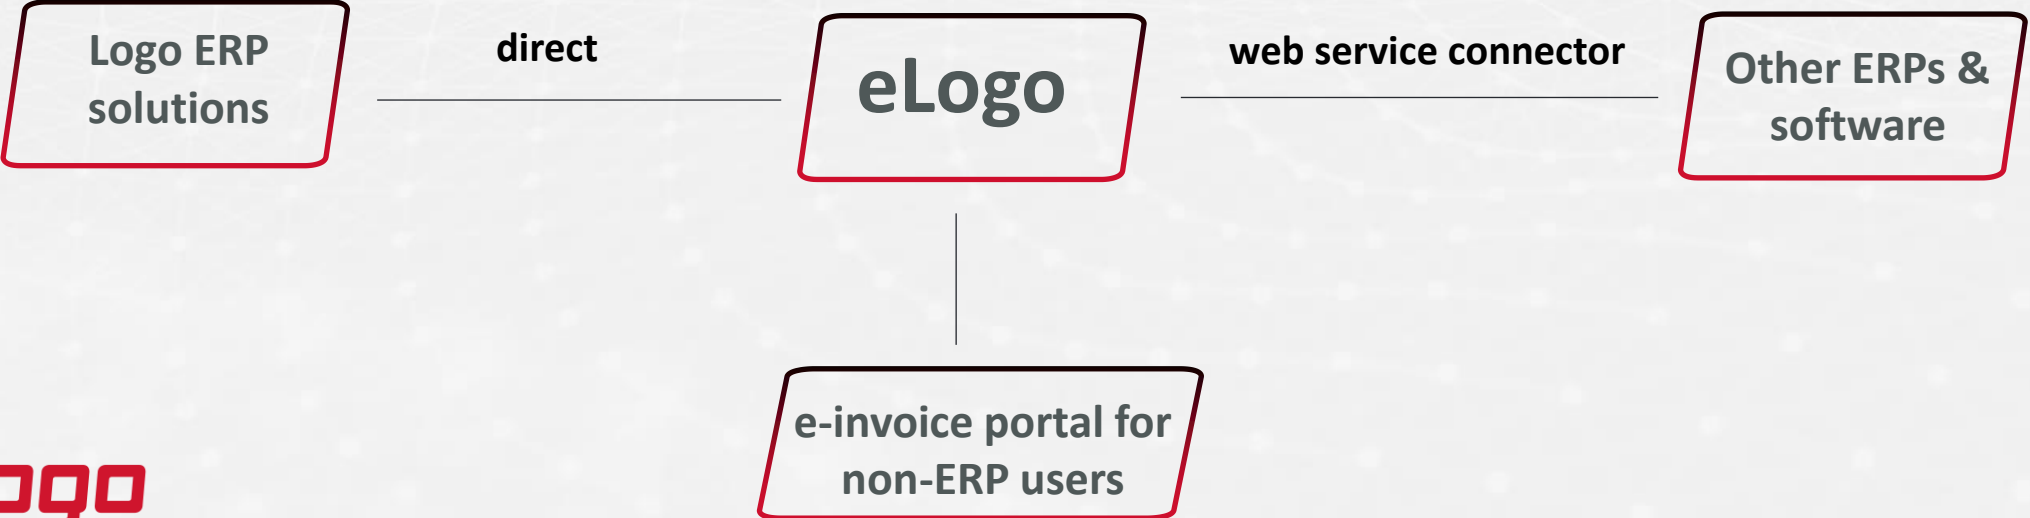 Logo ERP
solutions
direct
eLogo
web service connector
Other ERPs &
software
e-invoice portal for
non-ERP users